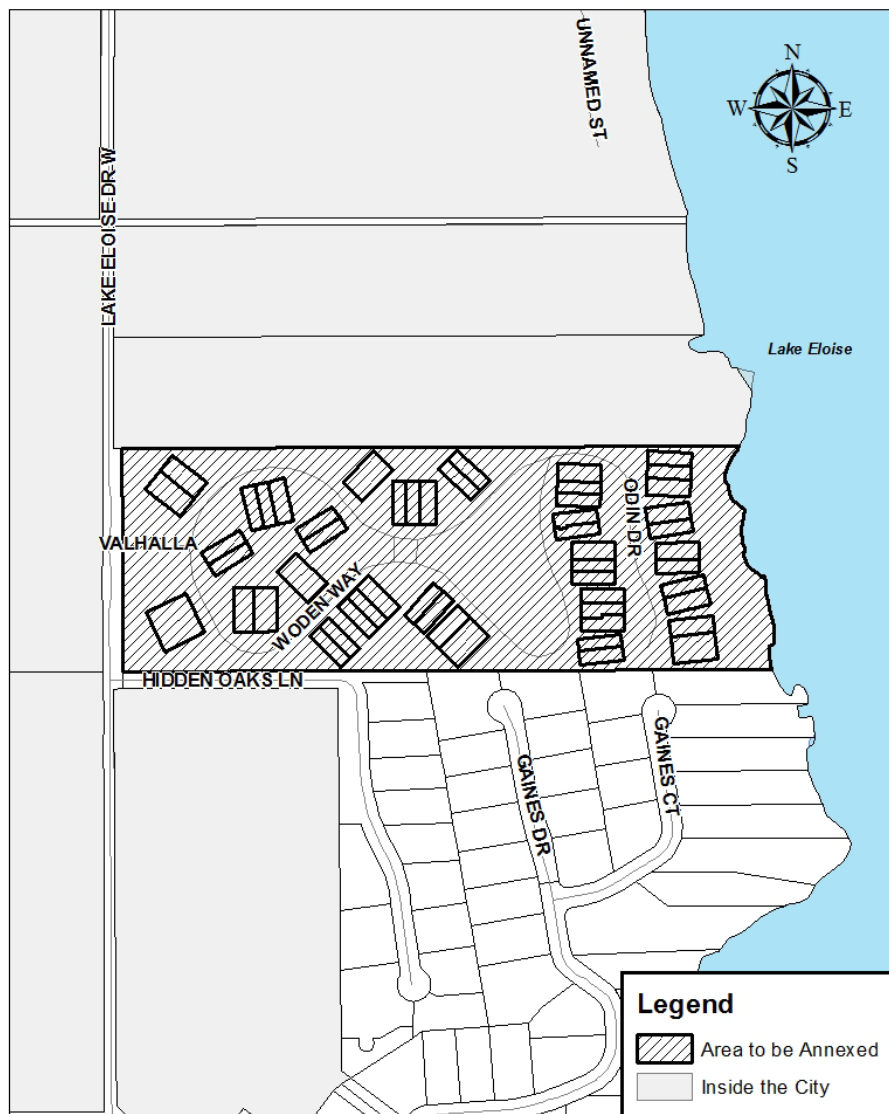 UNNAMED ST
N
W
E
S
LAKE ELOISE DR W
Lake Eloise
ODIN DR
VALHALLA
WODEN WAY
HIDDEN OAKS LN
GAINES DR
GAINES CT
Legend
Area to be Annexed
Inside the City